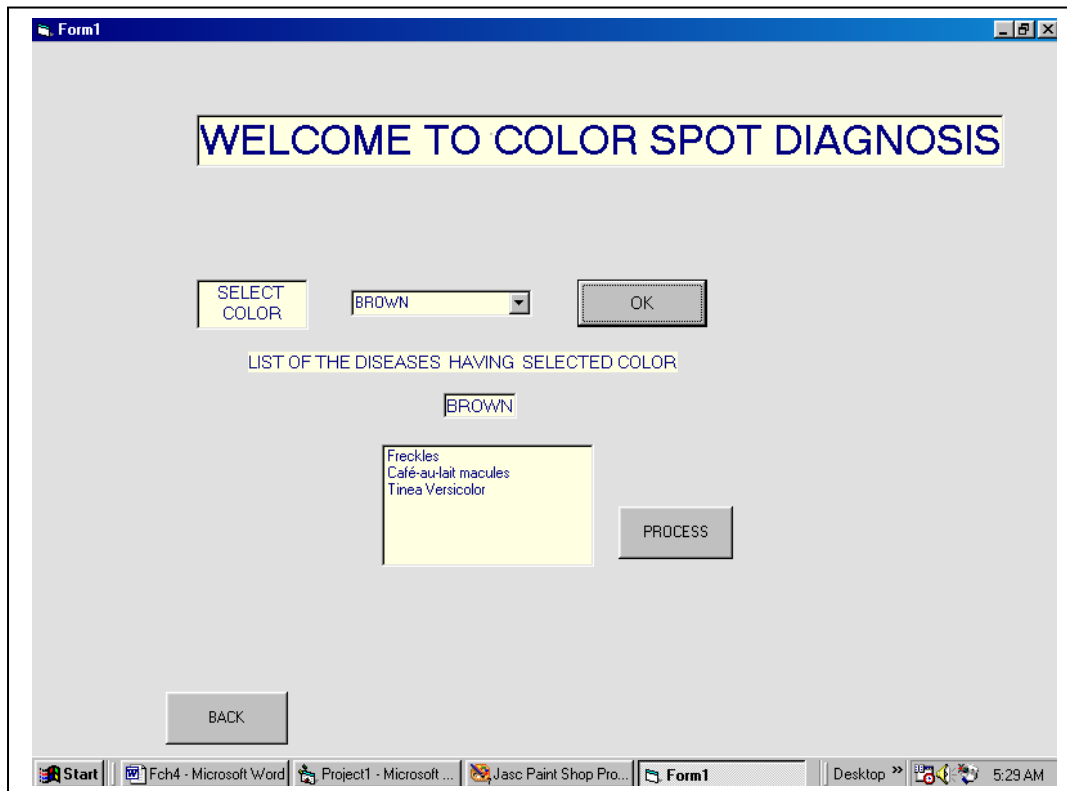 Form1
WELCOME TO COLOR SPOT DIAGNOSIS
SELECT
COLOR
BROWN
OK
LIST OF THE DISEASES HAVING SELECTED COLOR
BROWN
Freckles
Café-au-lait macules
Tinea Versicolor
PROCESS
BACK
Start
Fch4 - Microsoft Word
Project1 - Microsoft ...
Jasc Paint Shop Pro...
Form1
Desktop »
5:29 AM